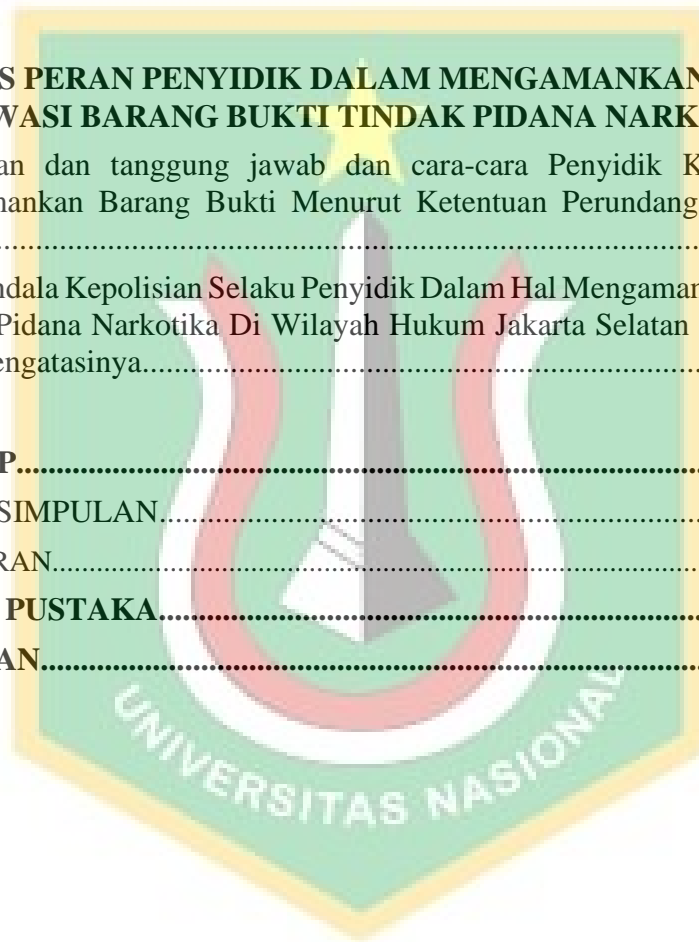 S PERAN PENYIDIK DALAM MENGAMANKAN
WASI BARANG BUKTI TINDAK PIDANA NARK
an dan tanggung jawab dan cara-cara Penyidik K
nankan Barang Bukti Menurut Ketentuan Perundang
..........................................................................................
ndala Kepolisian Selaku Penyidik Dalam Hal Mengaman
Pidana Narkotika Di Wilayah Hukum Jakarta Selatan
engatasinya..........................................................................
P..........................................................................................
SIMPULAN..........................................................................
RAN..........................................................................................
PUSTAKA..........................................................................
AN..........................................................................................
UNIVERSITAS NASIONAL